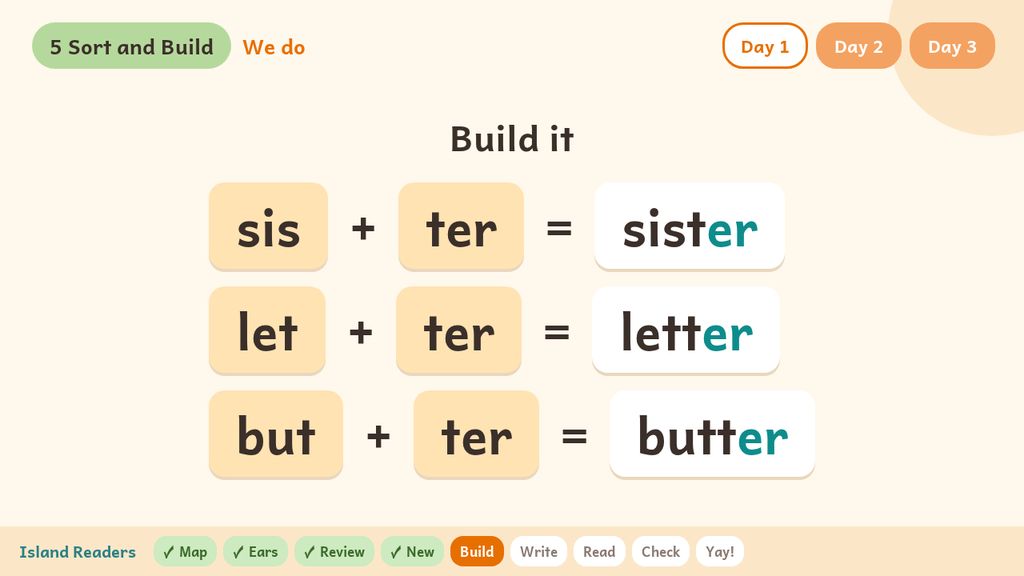 5 Sort and Build We do Day 1 Day 2 Day 3
Build it
sis + ter = sister
let + ter = letter
but + ter = butter
Island Readers ✓ Map ✓ Ears ✓ Review ✓ New Build Write Read Check Yay!